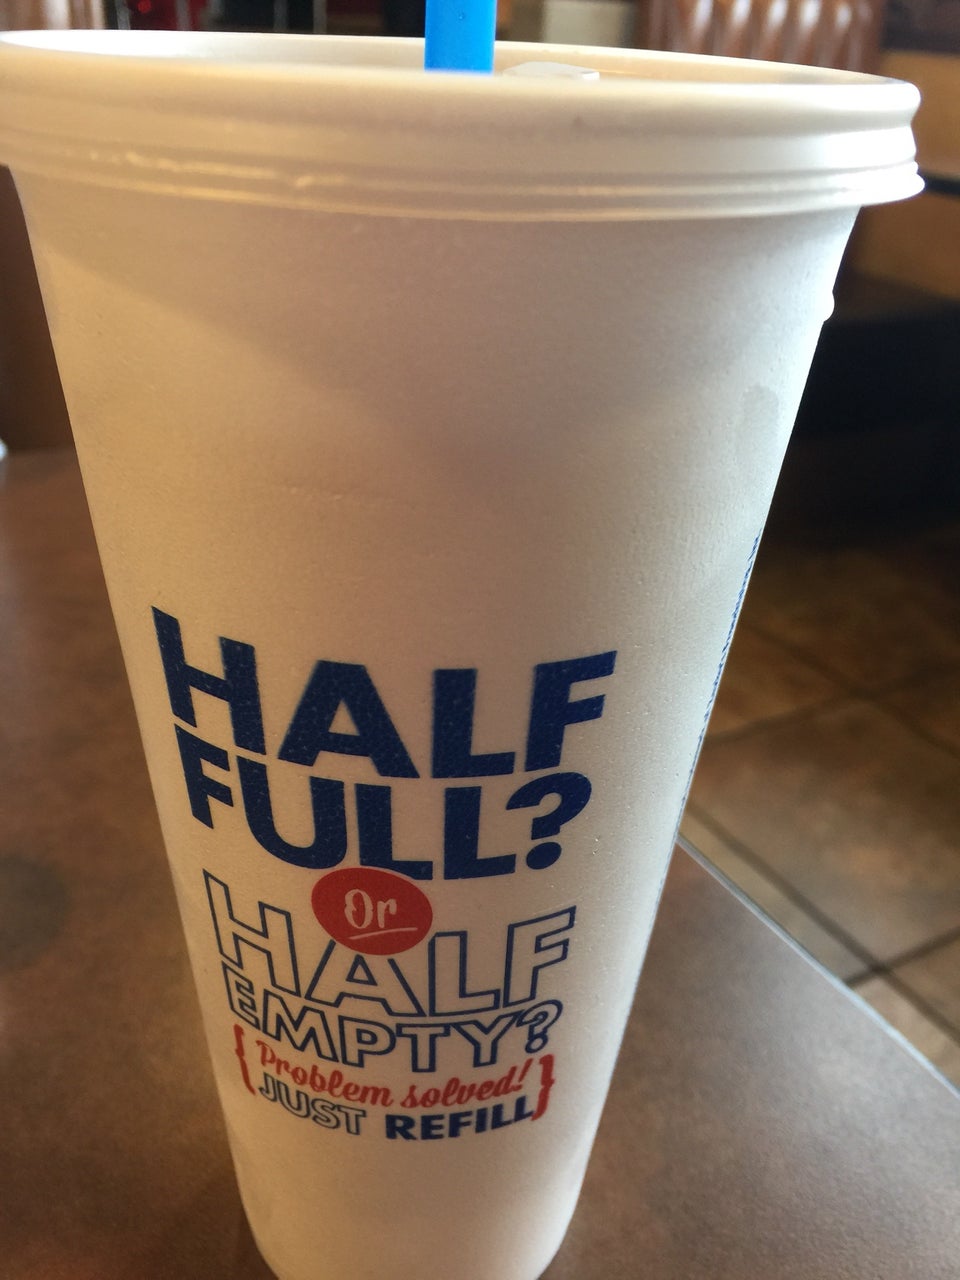 HALF
FULL?
Or
HALF
EMPTY?
{Problem solved!}
JUST REFILL